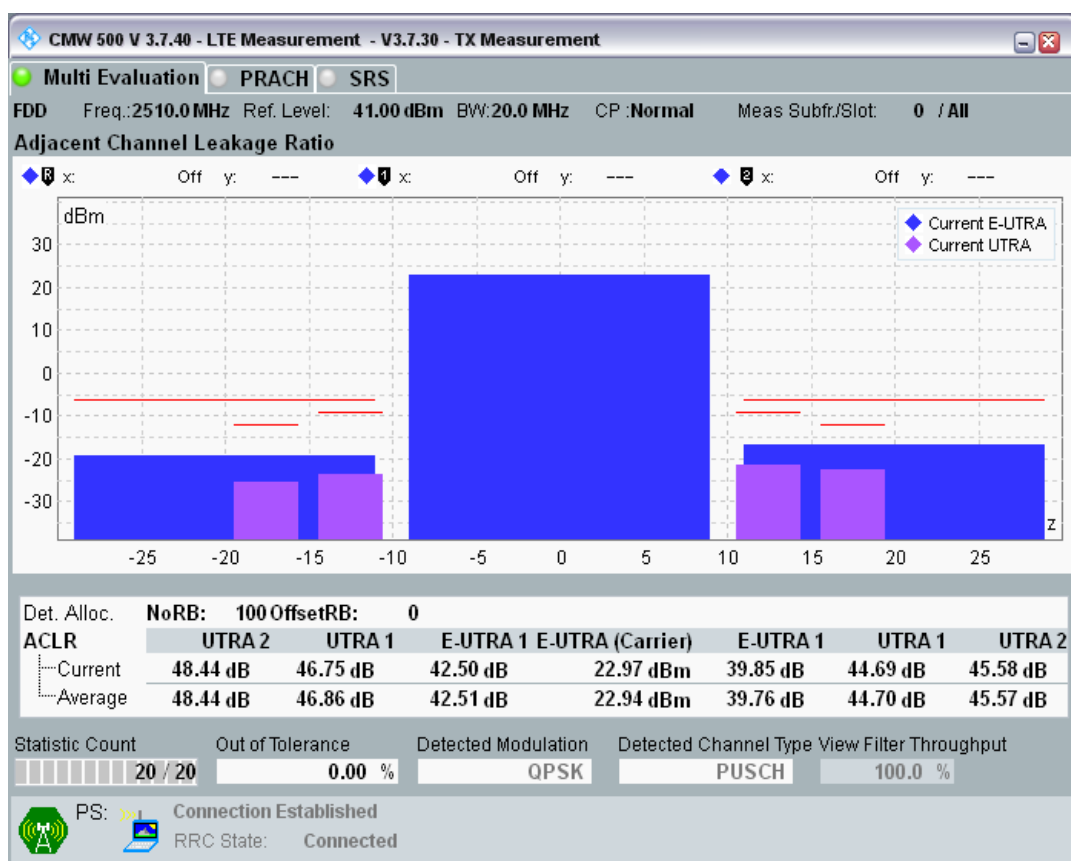 CMW 500 V 3.7.40 - LTE Measurement - V3.7.30 - TX Measurement
Multi Evaluation PRACH SRS
FDD Freq.:2510.0 MHz Ref. Level: 41.00 dBm BW:20.0 MHz CP :Normal Meas Subfr./Slot: 0 / All
Adjacent Channel Leakage Ratio
R x: Off y: --- 1 x: Off y: --- 2 x: Off y: ---
dBm
Current E-UTRA
Current UTRA
30
20
10
0
-10
-20
-30
z
-25 -20 -15 -10 -5 0 5 10 15 20 25
Det. Alloc. NoRB: 100 OffsetRB: 0
ACLR UTRA 2 UTRA 1 E-UTRA 1 E-UTRA (Carrier) E-UTRA 1 UTRA 1 UTRA 2
Current 48.44 dB 46.75 dB 42.50 dB 22.97 dBm 39.85 dB 44.69 dB 45.58 dB
Average 48.44 dB 46.86 dB 42.51 dB 22.94 dBm 39.76 dB 44.70 dB 45.57 dB
Statistic Count Out of Tolerance Detected Modulation Detected Channel Type View Filter Throughput
20 / 20 0.00 % QPSK PUSCH 100.0 %
PS: Connection Established
RRC State: Connected